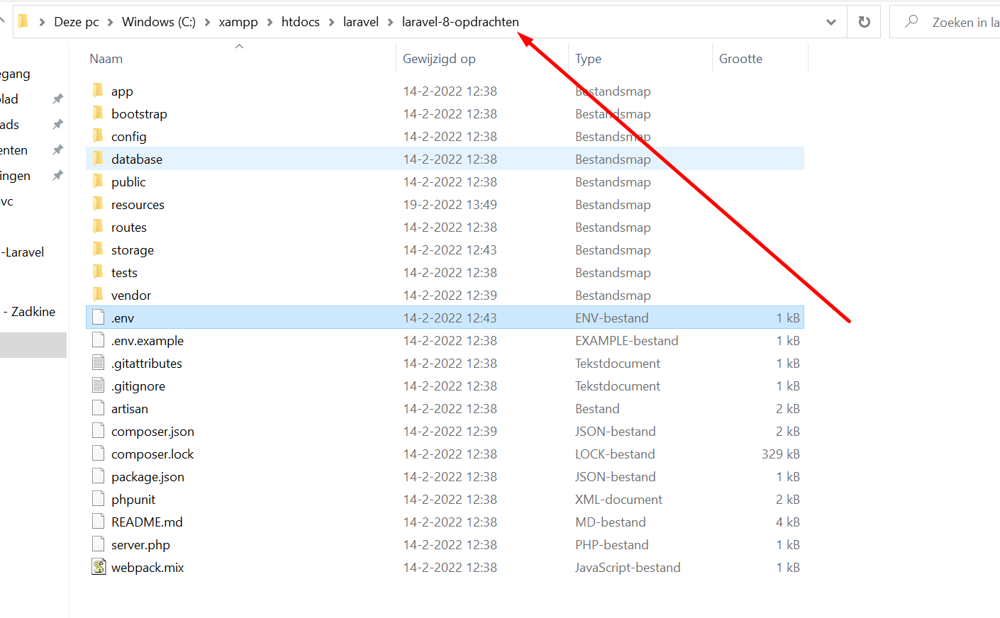 Deze pc > Windows (C:) > xampp > htdocs > laravel > laravel-8-opdrachten
Zoeken in la
Naam Gewijzigd op Type Grootte
egang
lad
ads
enten
ingen
vc
-Laravel
- Zadkine
app 14-2-2022 12:38 Bestandsmap
bootstrap 14-2-2022 12:38 Bestandsmap
config 14-2-2022 12:38 Bestandsmap
database 14-2-2022 12:38 Bestandsmap
public 14-2-2022 12:38 Bestandsmap
resources 19-2-2022 13:49 Bestandsmap
routes 14-2-2022 12:38 Bestandsmap
storage 14-2-2022 12:43 Bestandsmap
tests 14-2-2022 12:38 Bestandsmap
vendor 14-2-2022 12:39 Bestandsmap
.env 14-2-2022 12:43 ENV-bestand 1 kB
.env.example 14-2-2022 12:38 EXAMPLE-bestand 1 kB
.gitattributes 14-2-2022 12:38 Tekstdocument 1 kB
.gitignore 14-2-2022 12:38 Tekstdocument 1 kB
artisan 14-2-2022 12:38 Bestand 2 kB
composer.json 14-2-2022 12:39 JSON-bestand 2 kB
composer.lock 14-2-2022 12:38 LOCK-bestand 329 kB
package.json 14-2-2022 12:38 JSON-bestand 1 kB
phpunit 14-2-2022 12:38 XML-document 2 kB
README.md 14-2-2022 12:38 MD-bestand 4 kB
server.php 14-2-2022 12:38 PHP-bestand 1 kB
webpack.mix 14-2-2022 12:38 JavaScript-bestand 1 kB